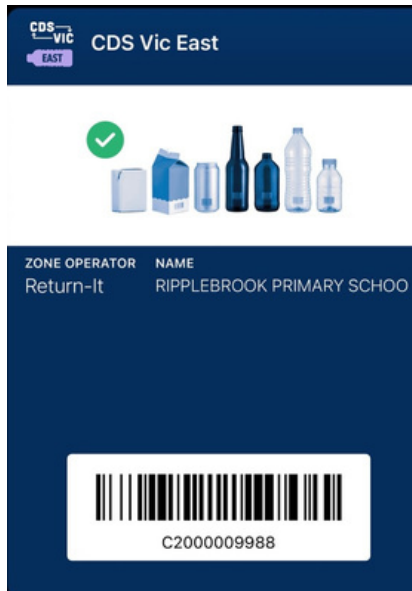 CDS
VIC
EAST
CDS Vic East
ZONE OPERATOR NAME
Return-It RIPPLEBROOK PRIMARY SCHOO
C2000009988